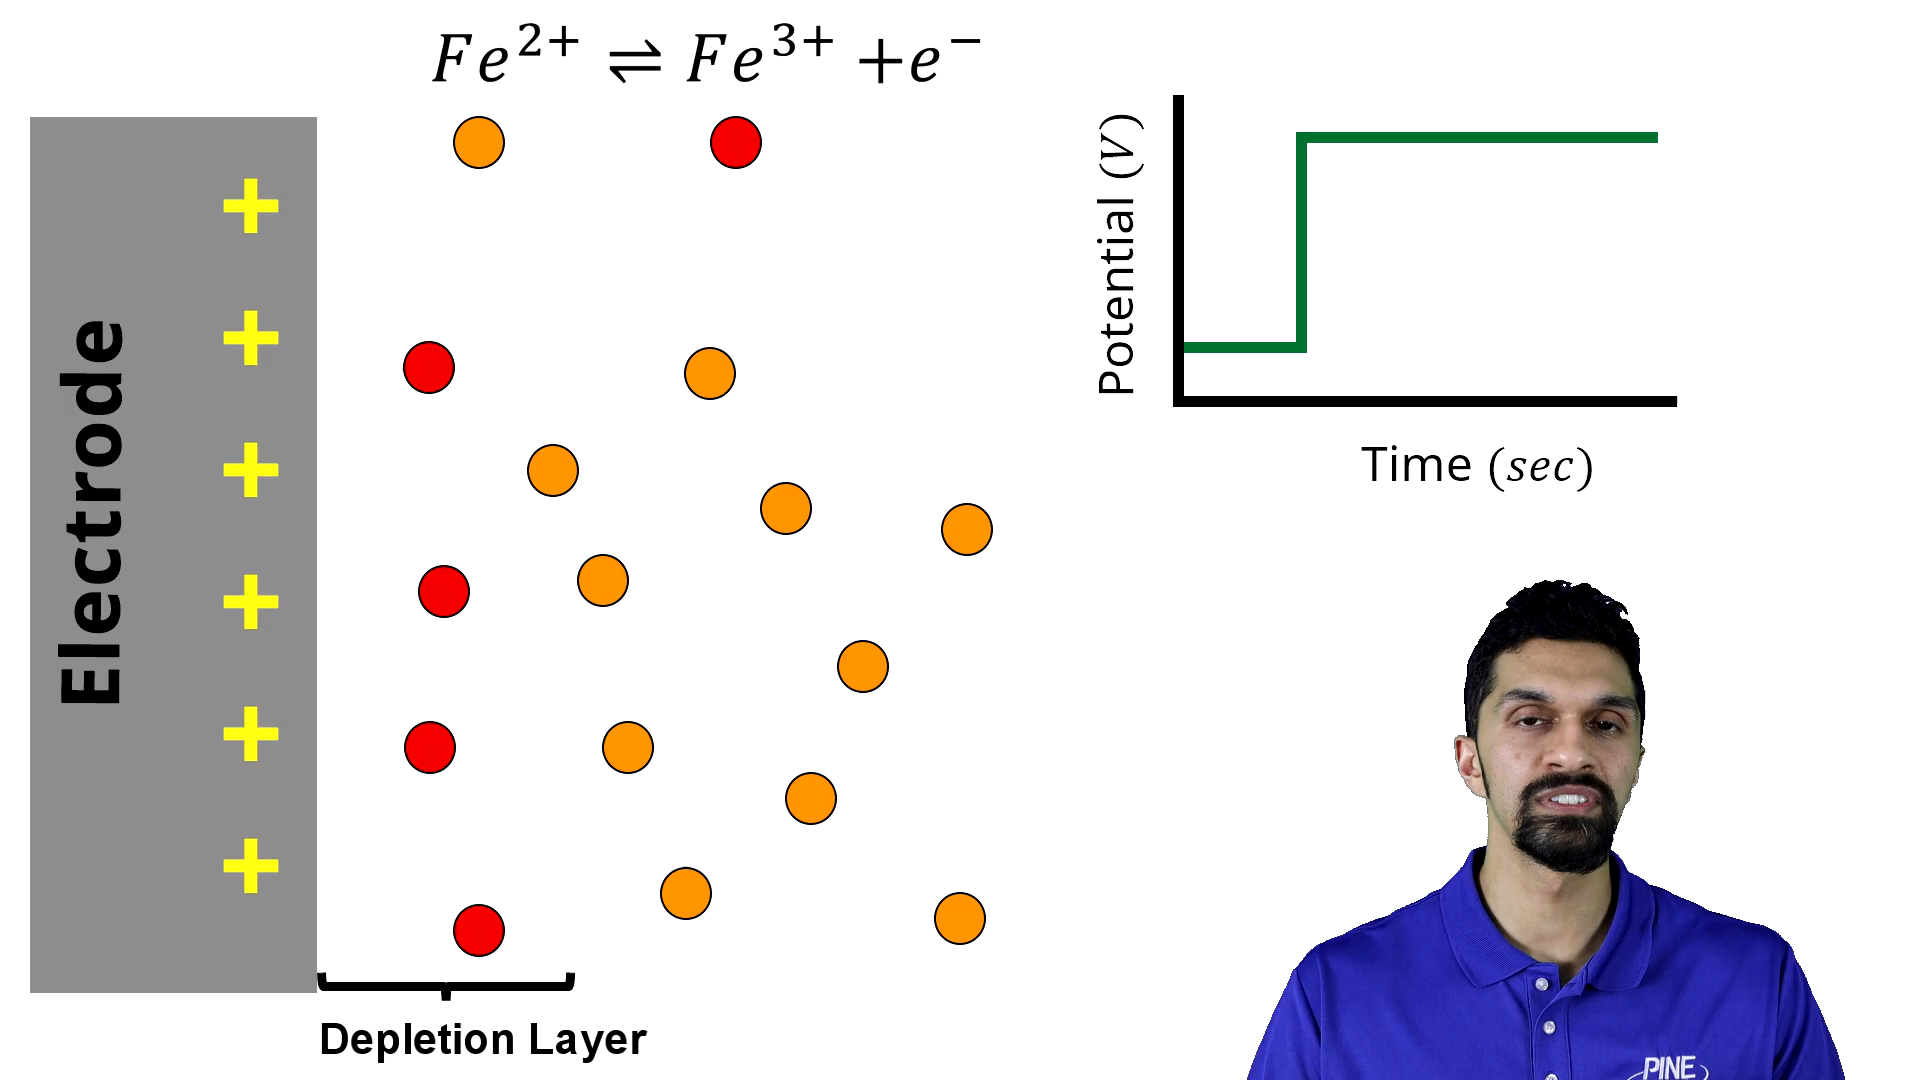 Fe²⁺ ⇌ Fe³⁺ +e⁻
+
+
+
+
+
+
Electrode
Depletion Layer
Potential (V)
Time (sec)
PINE